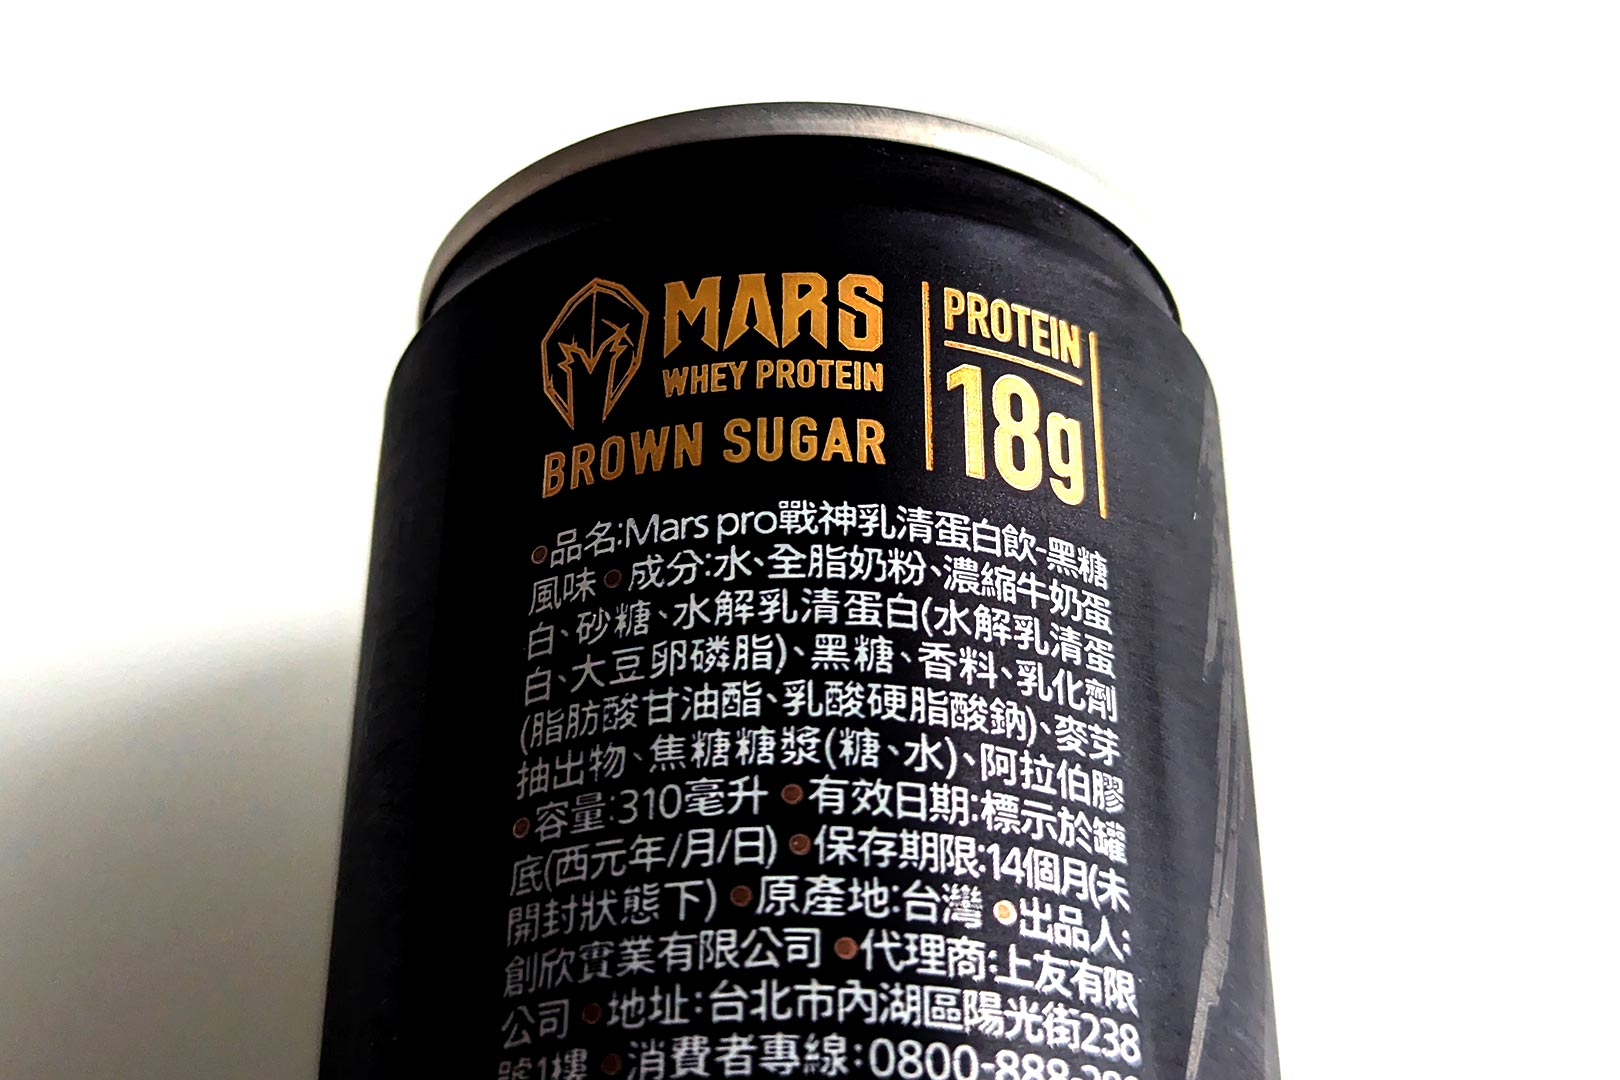 MARS
WHEY PROTEIN
BROWN SUGAR
PROTEIN
18g
●品名:Mars pro戰神乳清蛋白飲-黑糖
風味●成分:水、全脂奶粉、濃縮牛奶蛋
白、砂糖、水解乳清蛋白(水解乳清蛋
白、大豆卵磷脂)、黑糖、香料、乳化劑
(脂肪酸甘油酯、乳酸硬脂酸鈉)、麥芽
抽出物、焦糖糖漿(糖、水)、阿拉伯膠
●容量:310毫升 ●有效日期:標示於罐
底(西元年/月/日) ●保存期限:14個月(未
開封狀態下) ●原產地:台灣 ●出品人:
創欣實業有限公司 ●代理商:上友有限
公司 ●地址:台北市內湖區陽光街238
號1樓 ●消費者專線:0800-888-